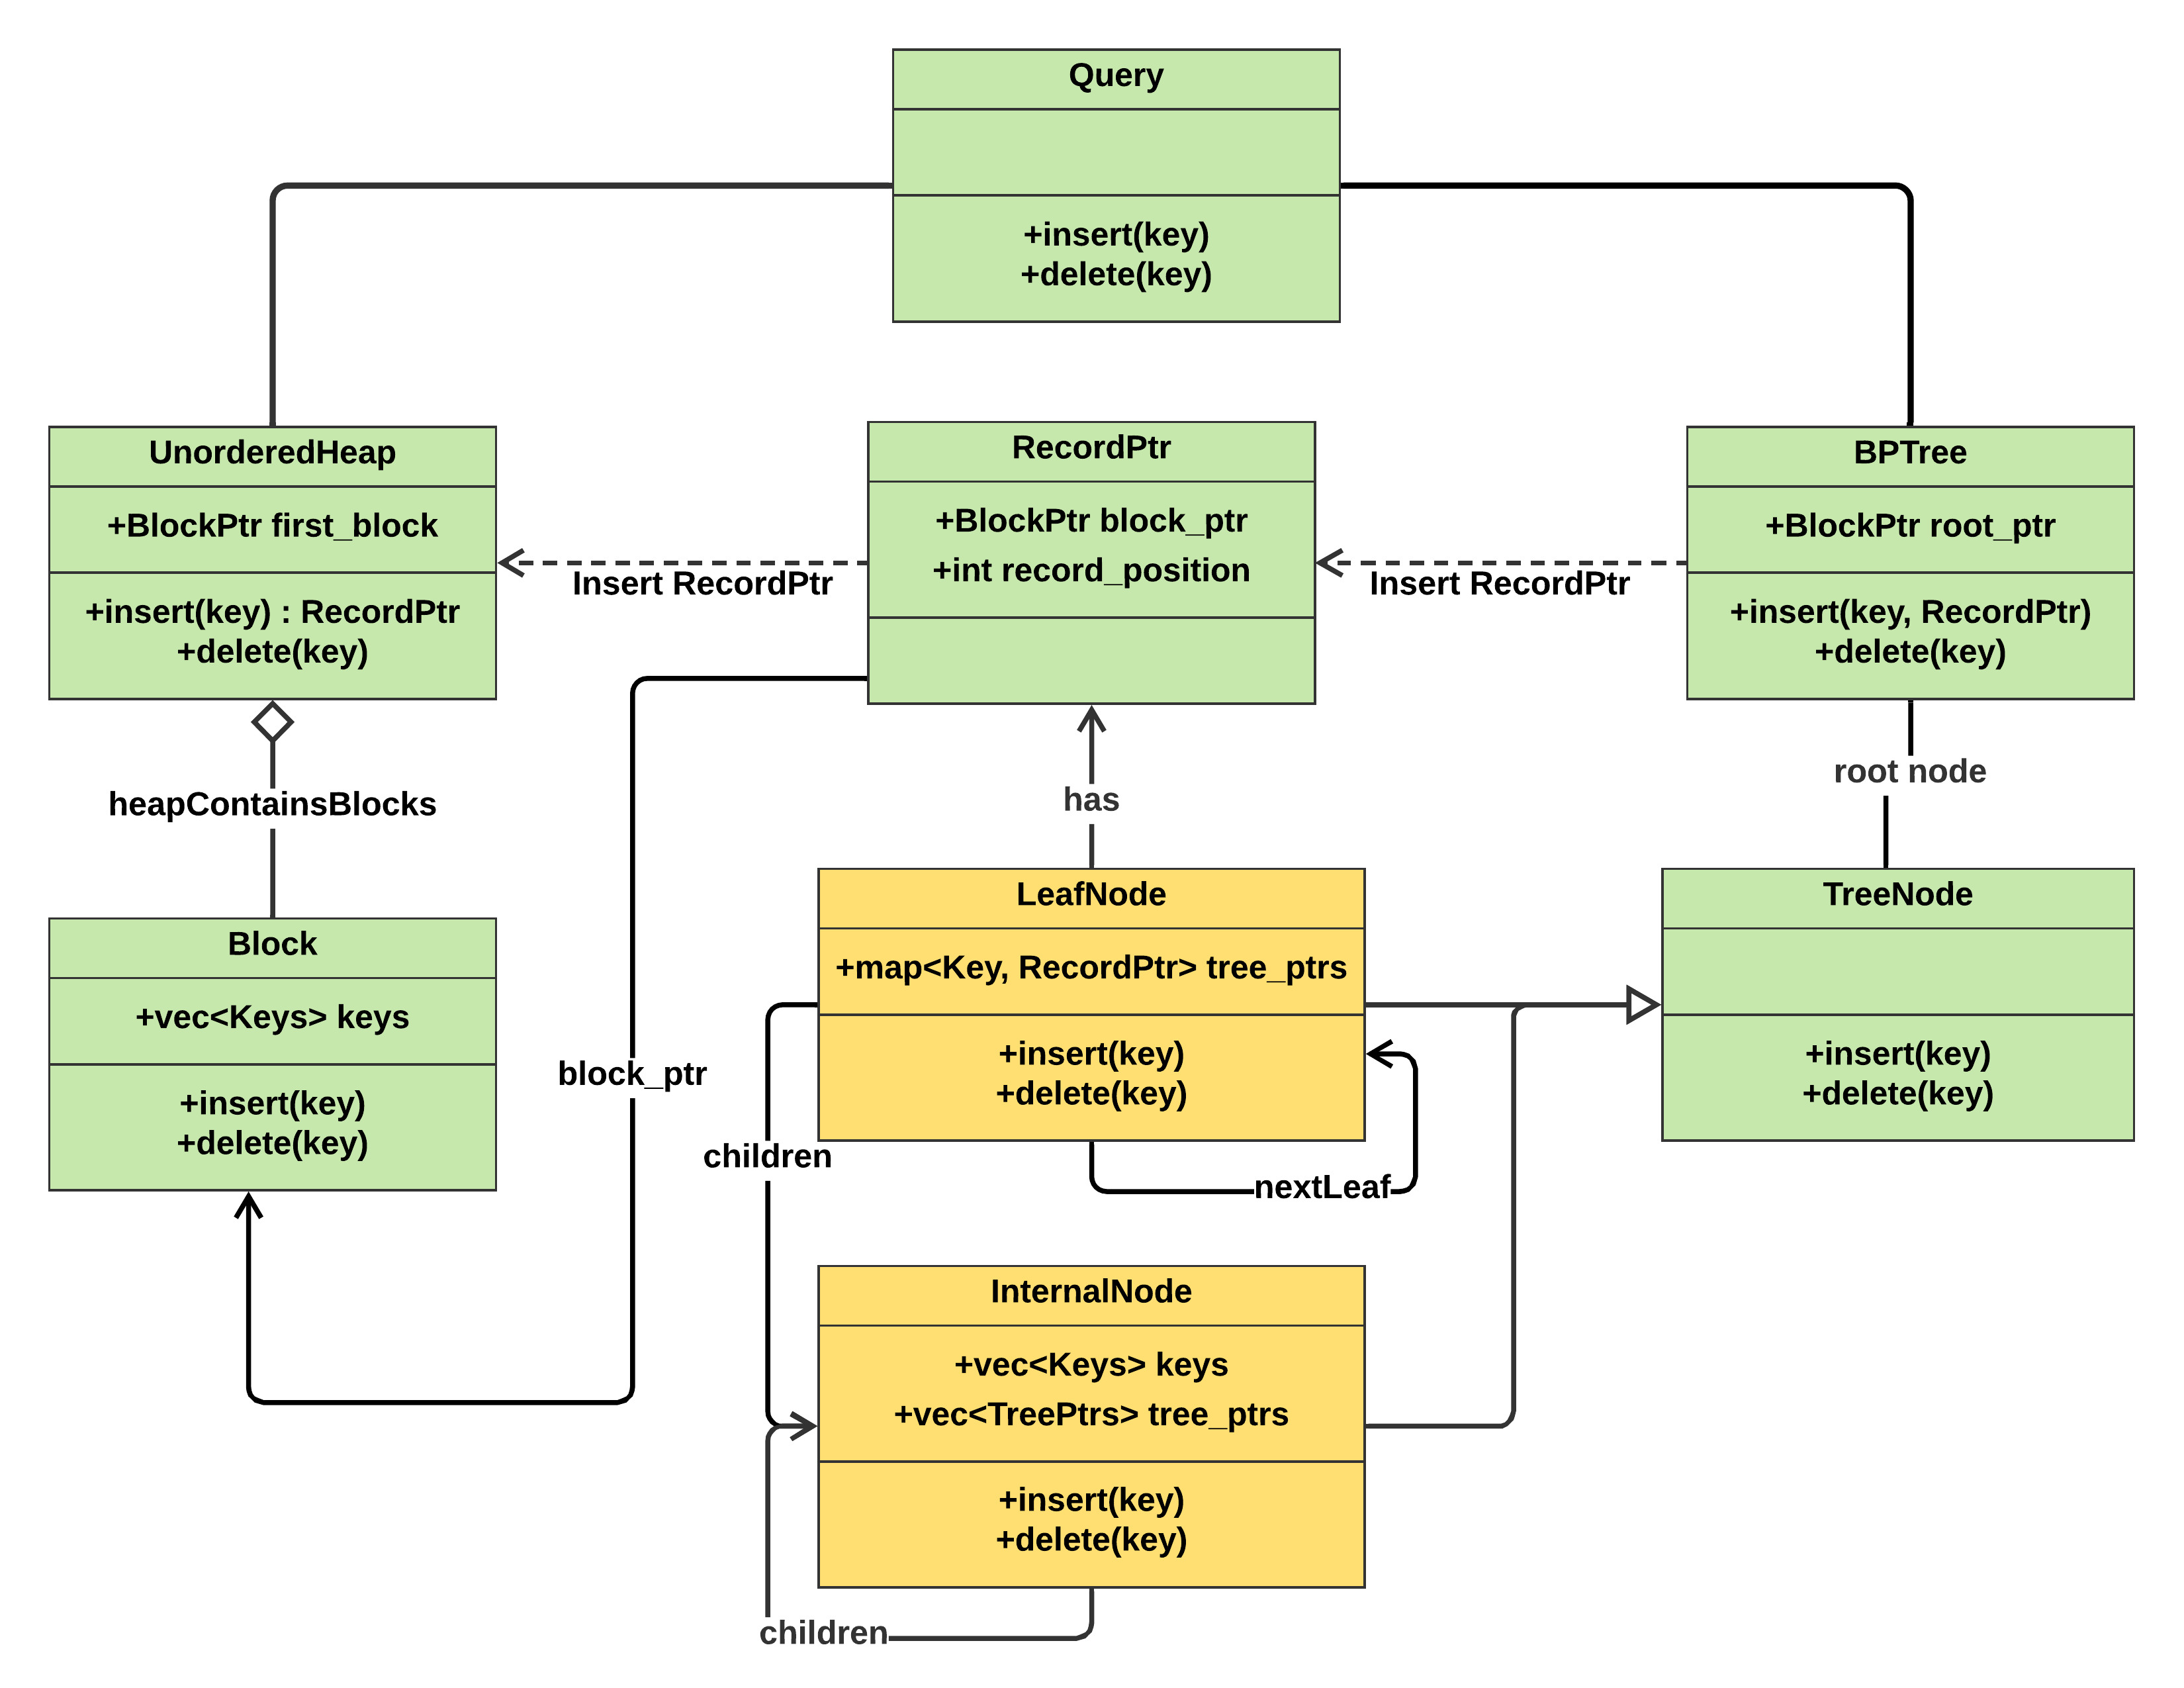 Query
+insert(key)
+delete(key)
UnorderedHeap
+BlockPtr first_block
+insert(key) : RecordPtr
+delete(key)
Insert RecordPtr
RecordPtr
+BlockPtr block_ptr
+int record_position
Insert RecordPtr
BPTree
+BlockPtr root_ptr
+insert(key, RecordPtr)
+delete(key)
heapContainsBlocks
has
root node
Block
+vec<Keys> keys
+insert(key)
+delete(key)
block_ptr
LeafNode
+map<Key, RecordPtr> tree_ptrs
+insert(key)
+delete(key)
TreeNode
+insert(key)
+delete(key)
children
nextLeaf
InternalNode
+vec<Keys> keys
+vec<TreePtrs> tree_ptrs
+insert(key)
+delete(key)
children